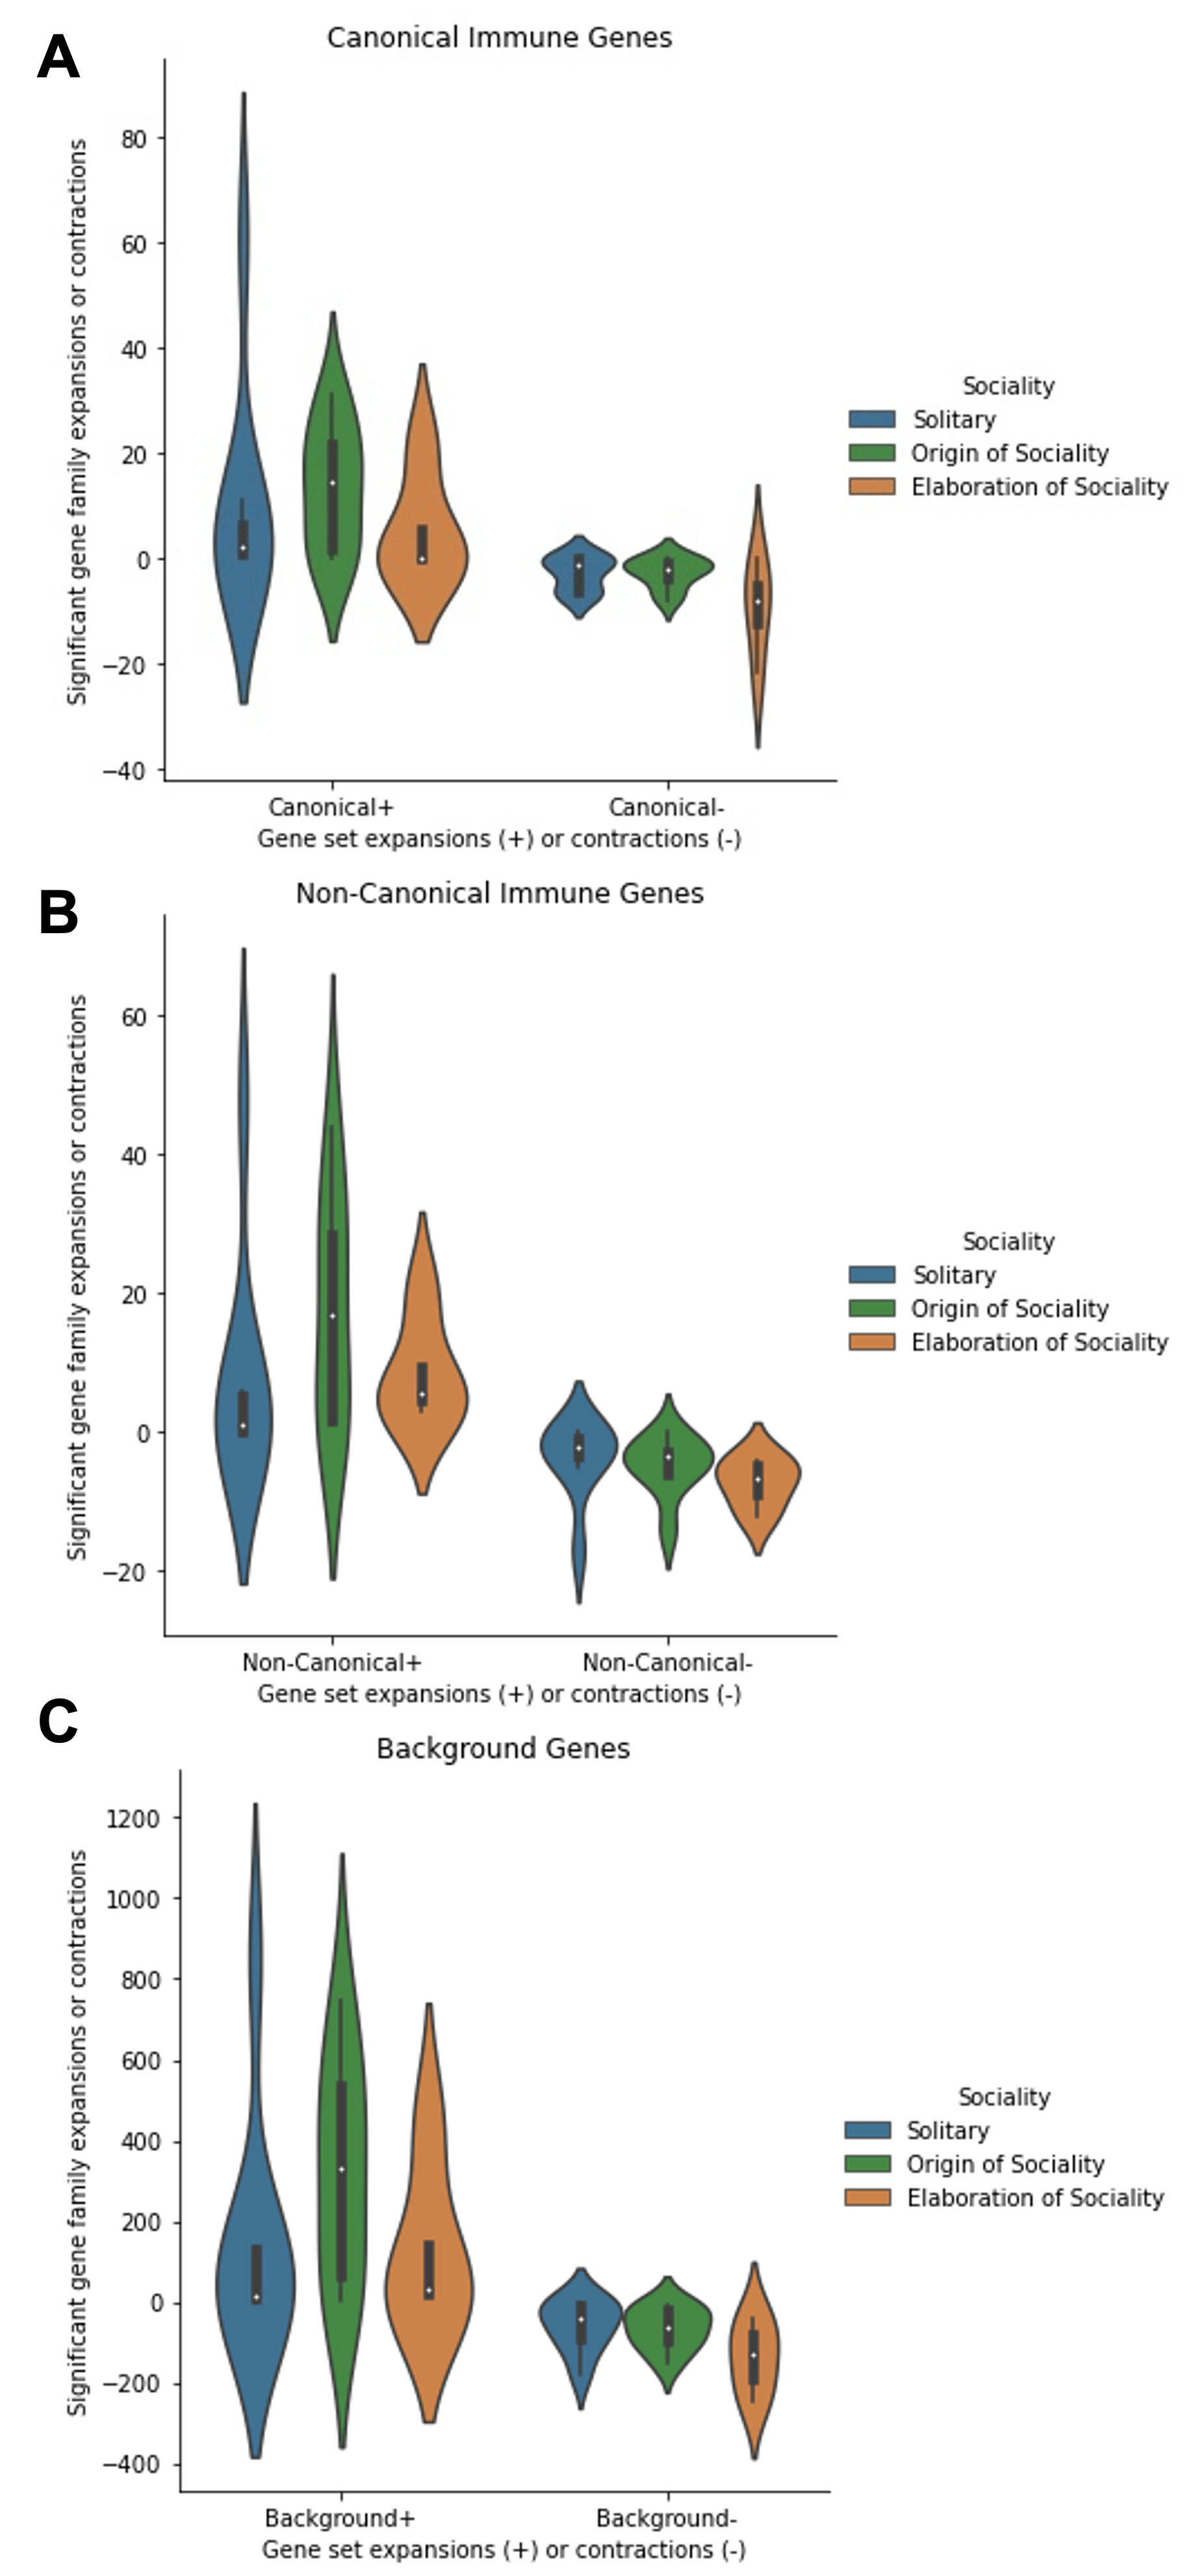 A
Canonical Immune Genes
Significant gene family expansions or contractions
80
60
40
20
0
−20
−40
Canonical+ Canonical-
Gene set expansions (+) or contractions (-)
Sociality
Solitary
Origin of Sociality
Elaboration of Sociality
B
Non-Canonical Immune Genes
Significant gene family expansions or contractions
60
40
20
0
−20
Non-Canonical+ Non-Canonical-
Gene set expansions (+) or contractions (-)
Sociality
Solitary
Origin of Sociality
Elaboration of Sociality
C
Background Genes
Significant gene family expansions or contractions
1200
1000
800
600
400
200
0
−200
−400
Background+ Background-
Gene set expansions (+) or contractions (-)
Sociality
Solitary
Origin of Sociality
Elaboration of Sociality